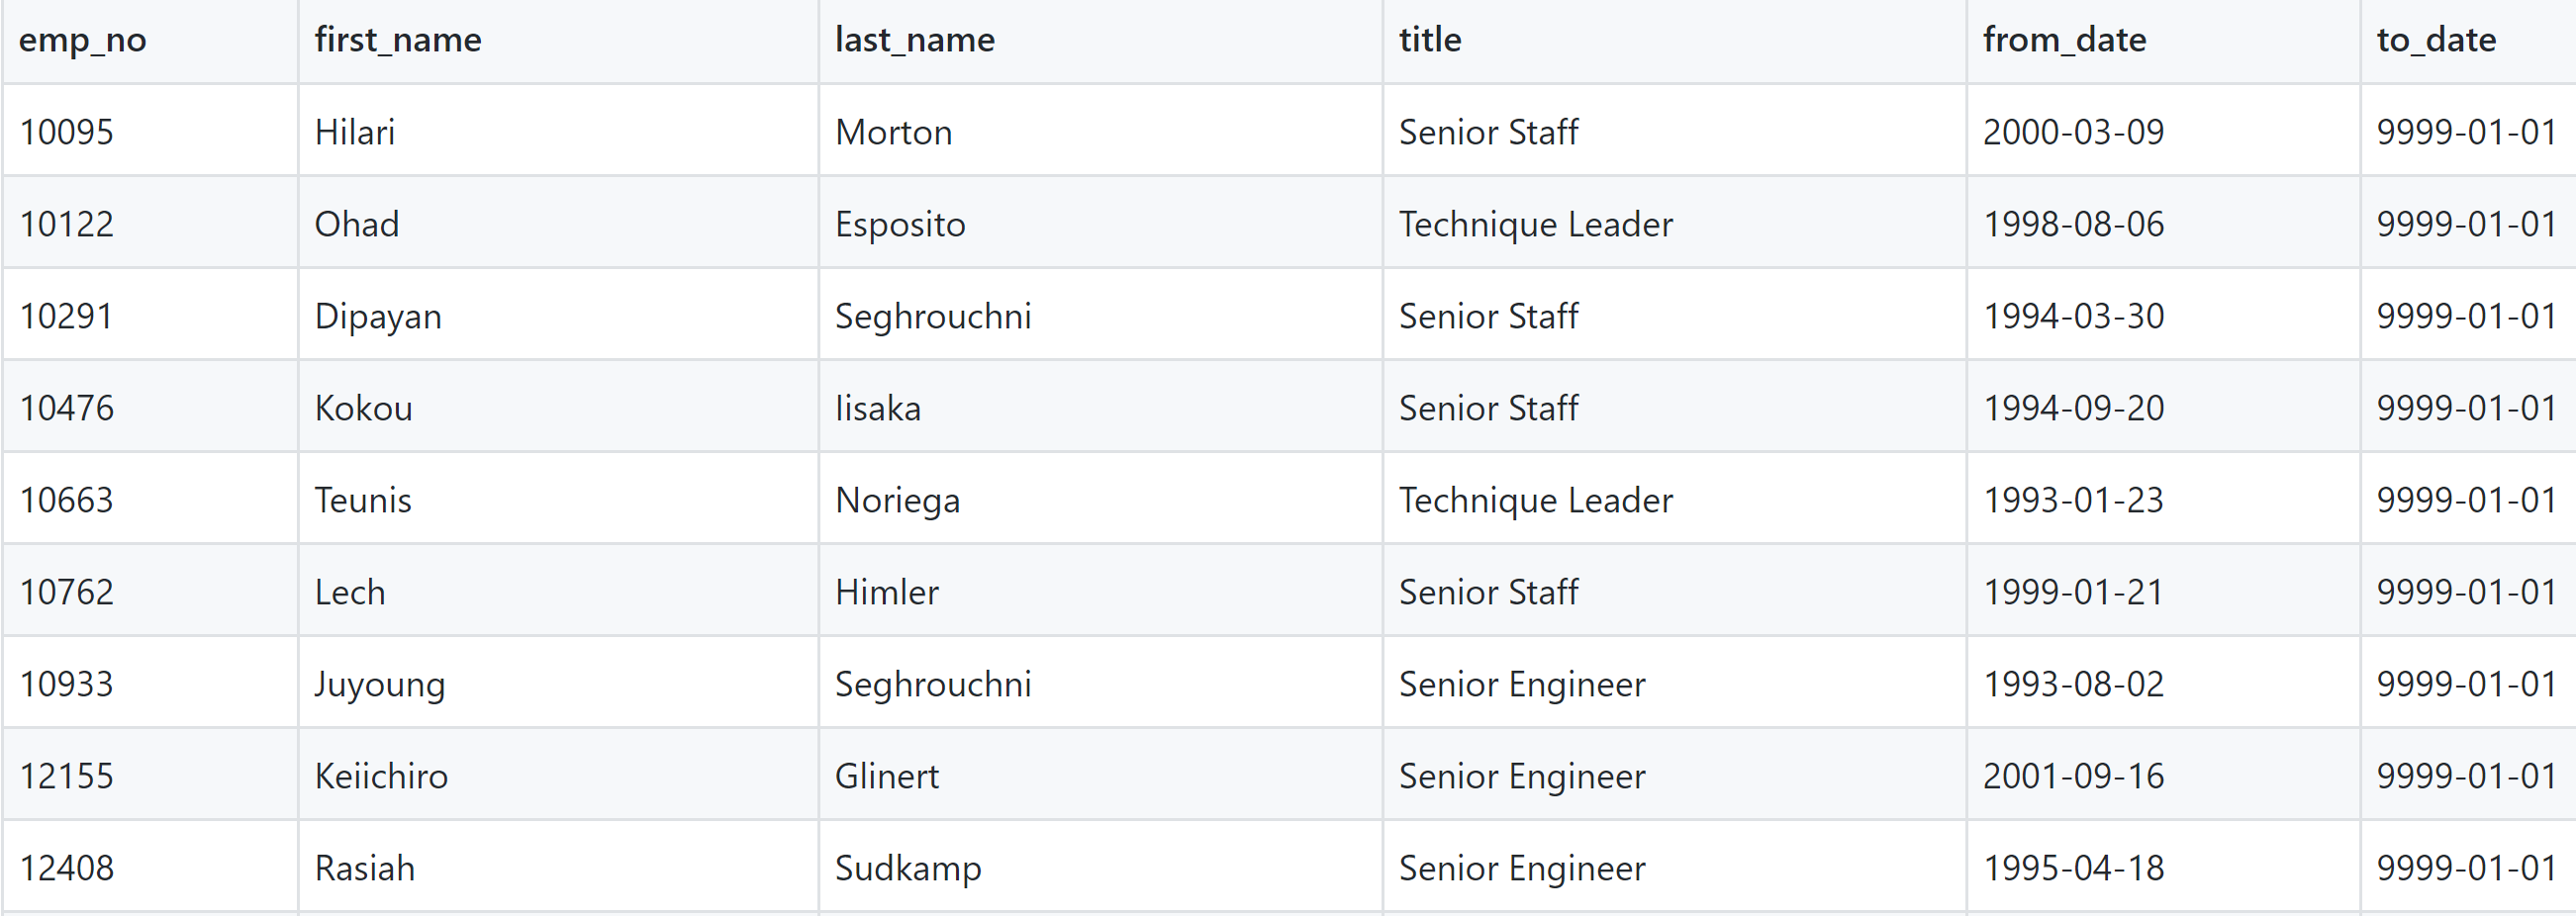 emp_no first_name last_name title from_date to_date
10095 Hilari Morton Senior Staff 2000-03-09 9999-01-01
10122 Ohad Esposito Technique Leader 1998-08-06 9999-01-01
10291 Dipayan Seghrouchni Senior Staff 1994-03-30 9999-01-01
10476 Kokou Iisaka Senior Staff 1994-09-20 9999-01-01
10663 Teunis Noriega Technique Leader 1993-01-23 9999-01-01
10762 Lech Himler Senior Staff 1999-01-21 9999-01-01
10933 Juyoung Seghrouchni Senior Engineer 1993-08-02 9999-01-01
12155 Keiichiro Glinert Senior Engineer 2001-09-16 9999-01-01
12408 Rasiah Sudkamp Senior Engineer 1995-04-18 9999-01-01